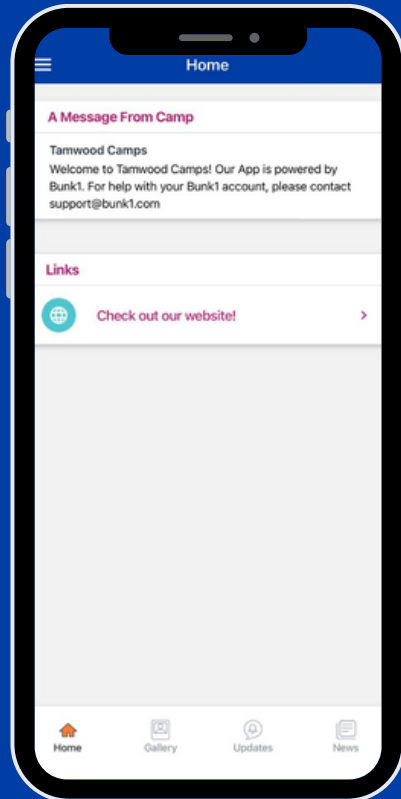 Home
A Message From Camp
Tamwood Camps
Welcome to Tamwood Camps! Our App is powered by
Bunk1. For help with your Bunk1 account, please contact
support@bunk1.com
Links
Check out our website!
Home Gallery Updates News